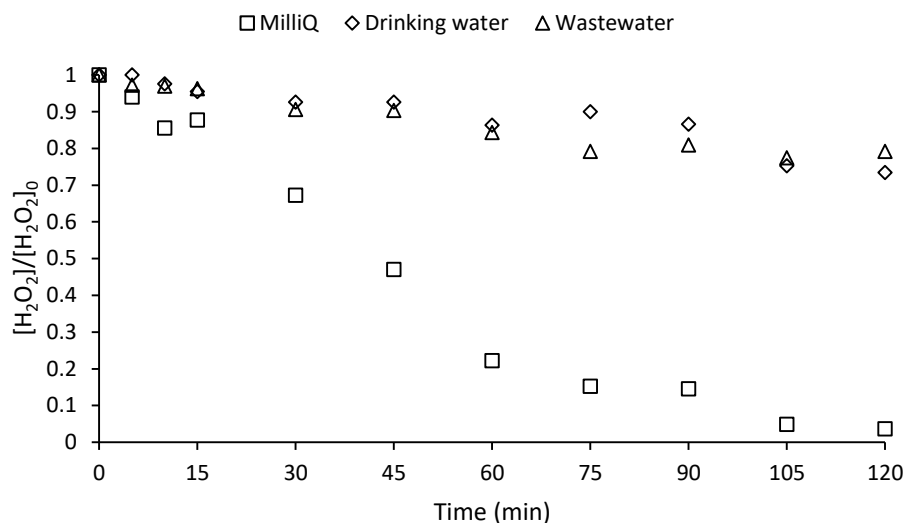 MilliQ Drinking water Wastewater
1
0.9
0.8
0.7
0.6
0.5
0.4
0.3
0.2
0.1
0
[H₂O₂]/[H₂O₂]₀
0 15 30 45 60 75 90 105 120
Time (min)